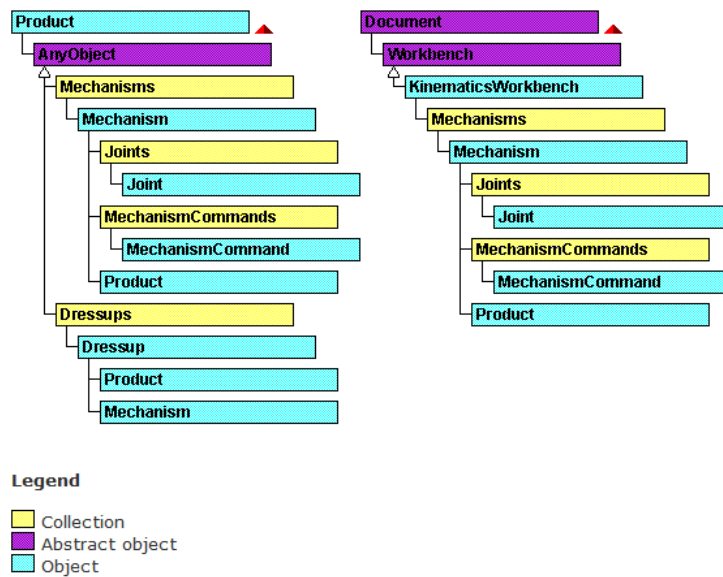 Product
AnyObject
Mechanisms
Mechanism
Joints
Joint
MechanismCommands
MechanismCommand
Product
Dressups
Dressup
Product
Mechanism
Document
Workbench
KinematicsWorkbench
Mechanisms
Mechanism
Joints
Joint
MechanismCommands
MechanismCommand
Product
Legend
Collection
Abstract object
Object